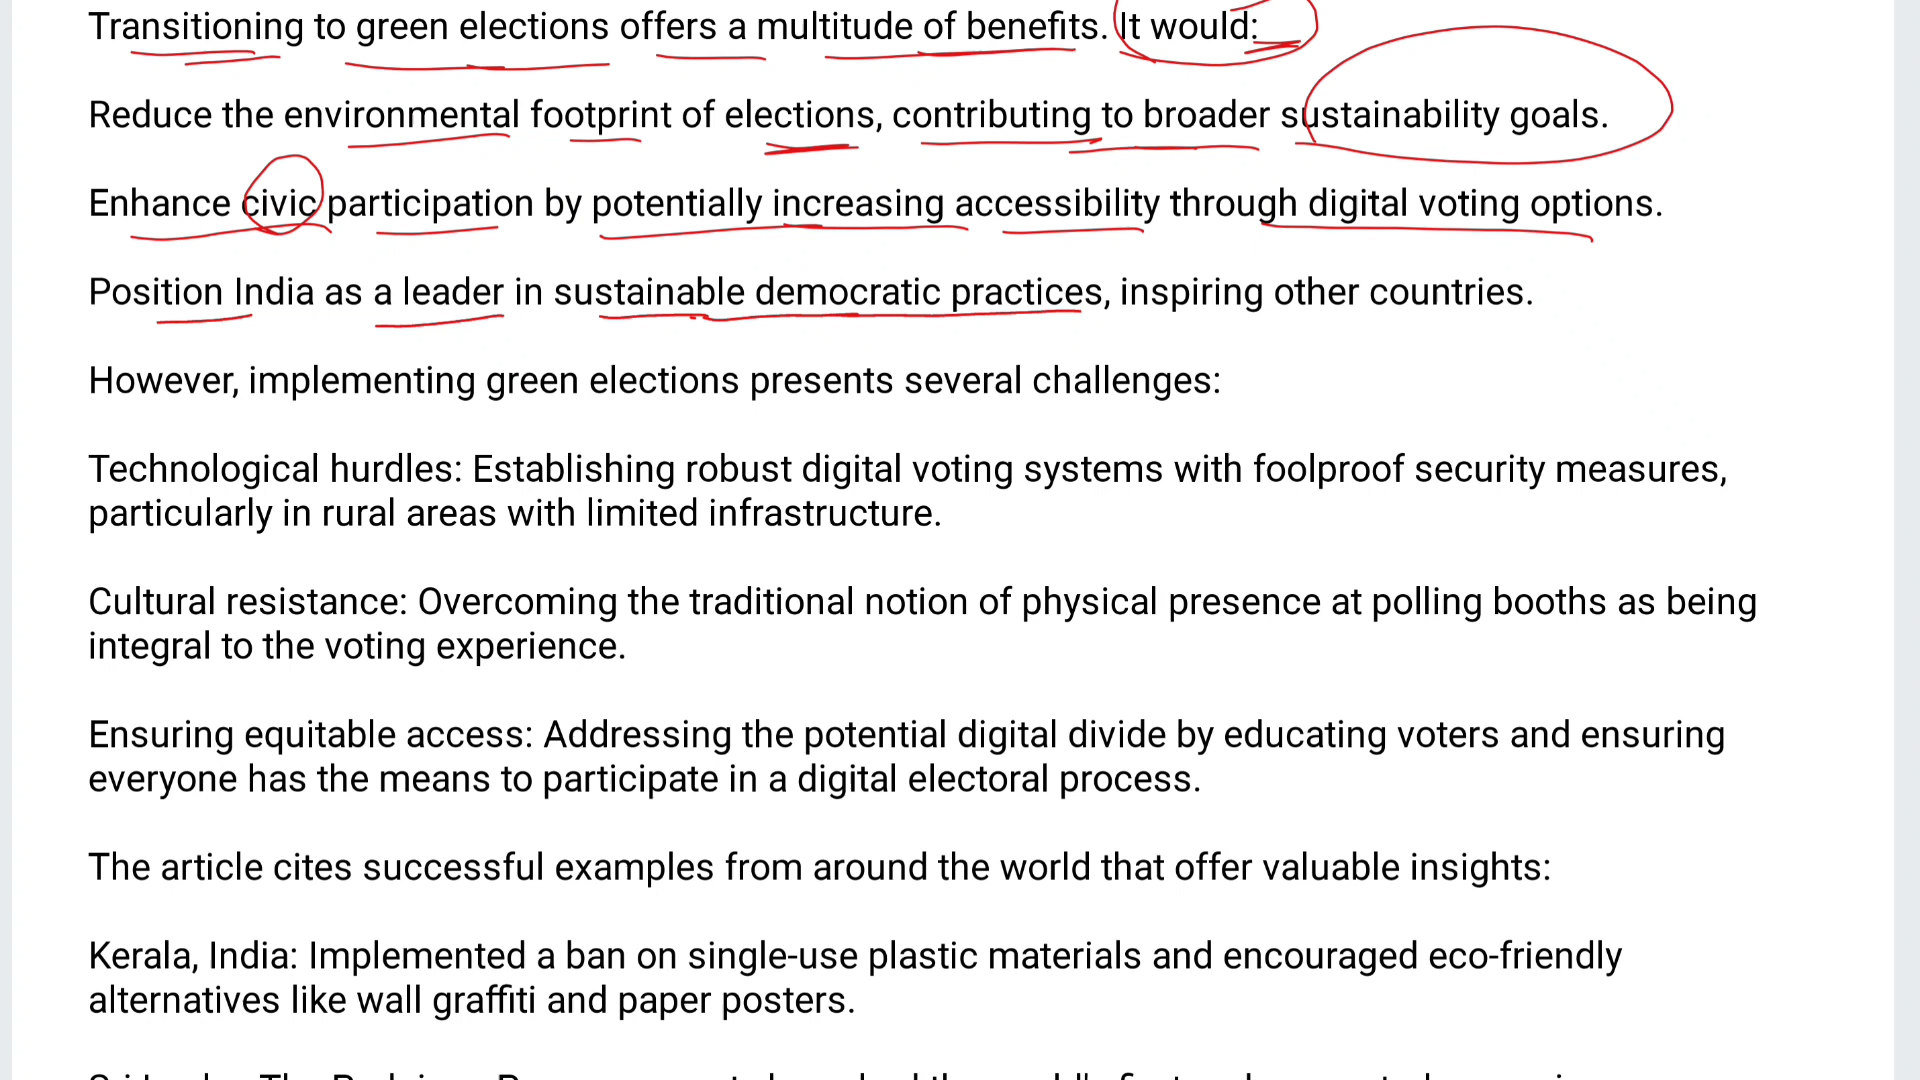 Transitioning to green elections offers a multitude of benefits. It would:
Reduce the environmental footprint of elections, contributing to broader sustainability goals.
Enhance civic participation by potentially increasing accessibility through digital voting options.
Position India as a leader in sustainable democratic practices, inspiring other countries.
However, implementing green elections presents several challenges:
Technological hurdles: Establishing robust digital voting systems with foolproof security measures,
particularly in rural areas with limited infrastructure.
Cultural resistance: Overcoming the traditional notion of physical presence at polling booths as being
integral to the voting experience.
Ensuring equitable access: Addressing the potential digital divide by educating voters and ensuring
everyone has the means to participate in a digital electoral process.
The article cites successful examples from around the world that offer valuable insights:
Kerala, India: Implemented a ban on single-use plastic materials and encouraged eco-friendly
alternatives like wall graffiti and paper posters.